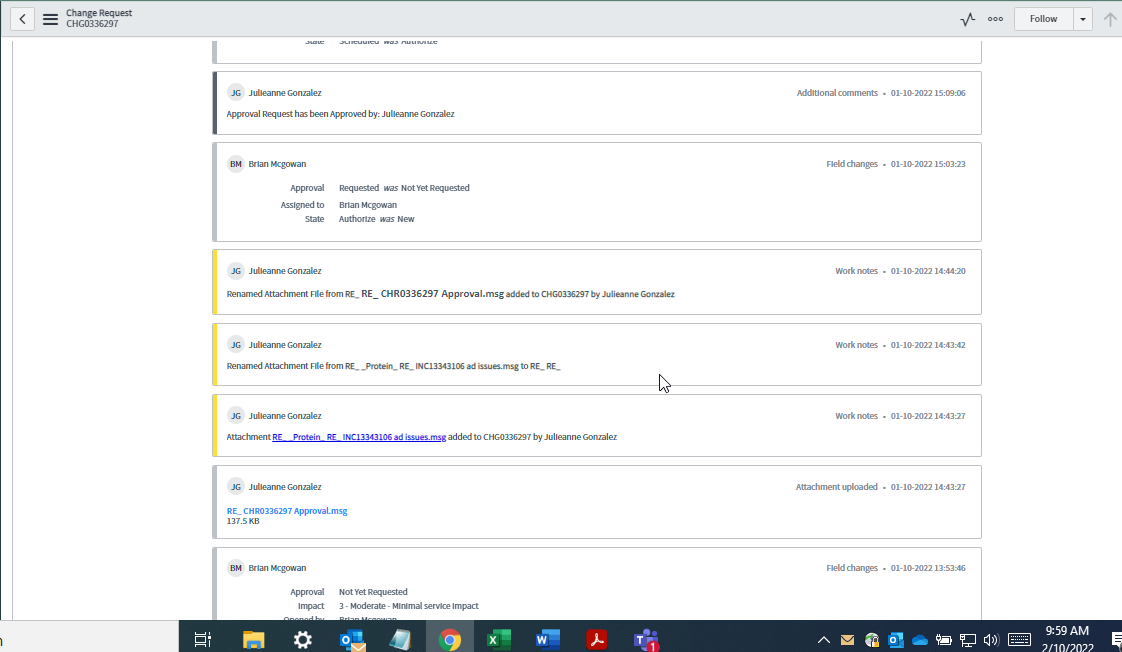 Change Request
CHG0336297
Follow
State Scheduled was Authorize
JG Julieanne Gonzalez Additional comments • 01-10-2022 15:09:06
Approval Request has been Approved by: Julieanne Gonzalez
BM Brian Mcgowan Field changes • 01-10-2022 15:03:23
Approval Requested was Not Yet Requested
Assigned to Brian Mcgowan
State Authorize was New
JG Julieanne Gonzalez Work notes • 01-10-2022 14:44:20
Renamed Attachment File from RE_ RE_ CHR0336297 Approval.msg added to CHG0336297 by Julieanne Gonzalez
JG Julieanne Gonzalez Work notes • 01-10-2022 14:43:42
Renamed Attachment File from RE_ _Protein_ RE_ INC13343106 ad issues.msg to RE_ RE_
JG Julieanne Gonzalez Work notes • 01-10-2022 14:43:27
Attachment RE_ _Protein_ RE_ INC13343106 ad issues.msg added to CHG0336297 by Julieanne Gonzalez
JG Julieanne Gonzalez Attachment uploaded • 01-10-2022 14:43:27
RE_ CHR0336297 Approval.msg
137.5 KB
BM Brian Mcgowan Field changes • 01-10-2022 13:53:46
Approval Not Yet Requested
Impact 3 - Moderate - Minimal service impact
Opened by Brian Mcgowan
9:59 AM
2/10/2022